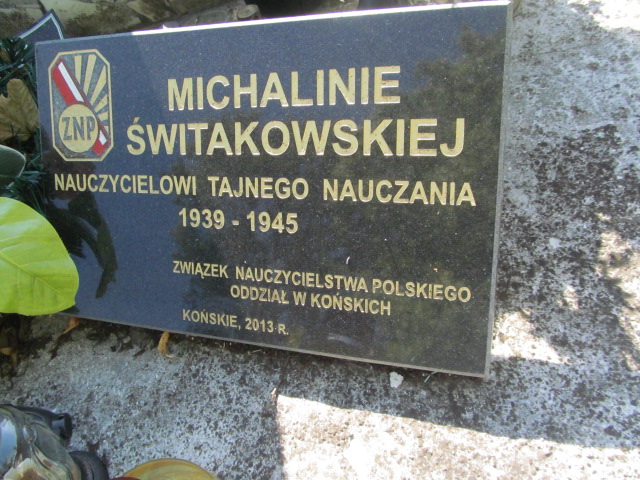 ZNP
MICHALINIE
ŚWITAKOWSKIEJ
NAUCZYCIELOWI TAJNEGO NAUCZANIA
1939 - 1945
ZWIĄZEK NAUCZYCIELSTWA POLSKIEGO
ODDZIAŁ W KOŃSKICH
KOŃSKIE, 2013 R.